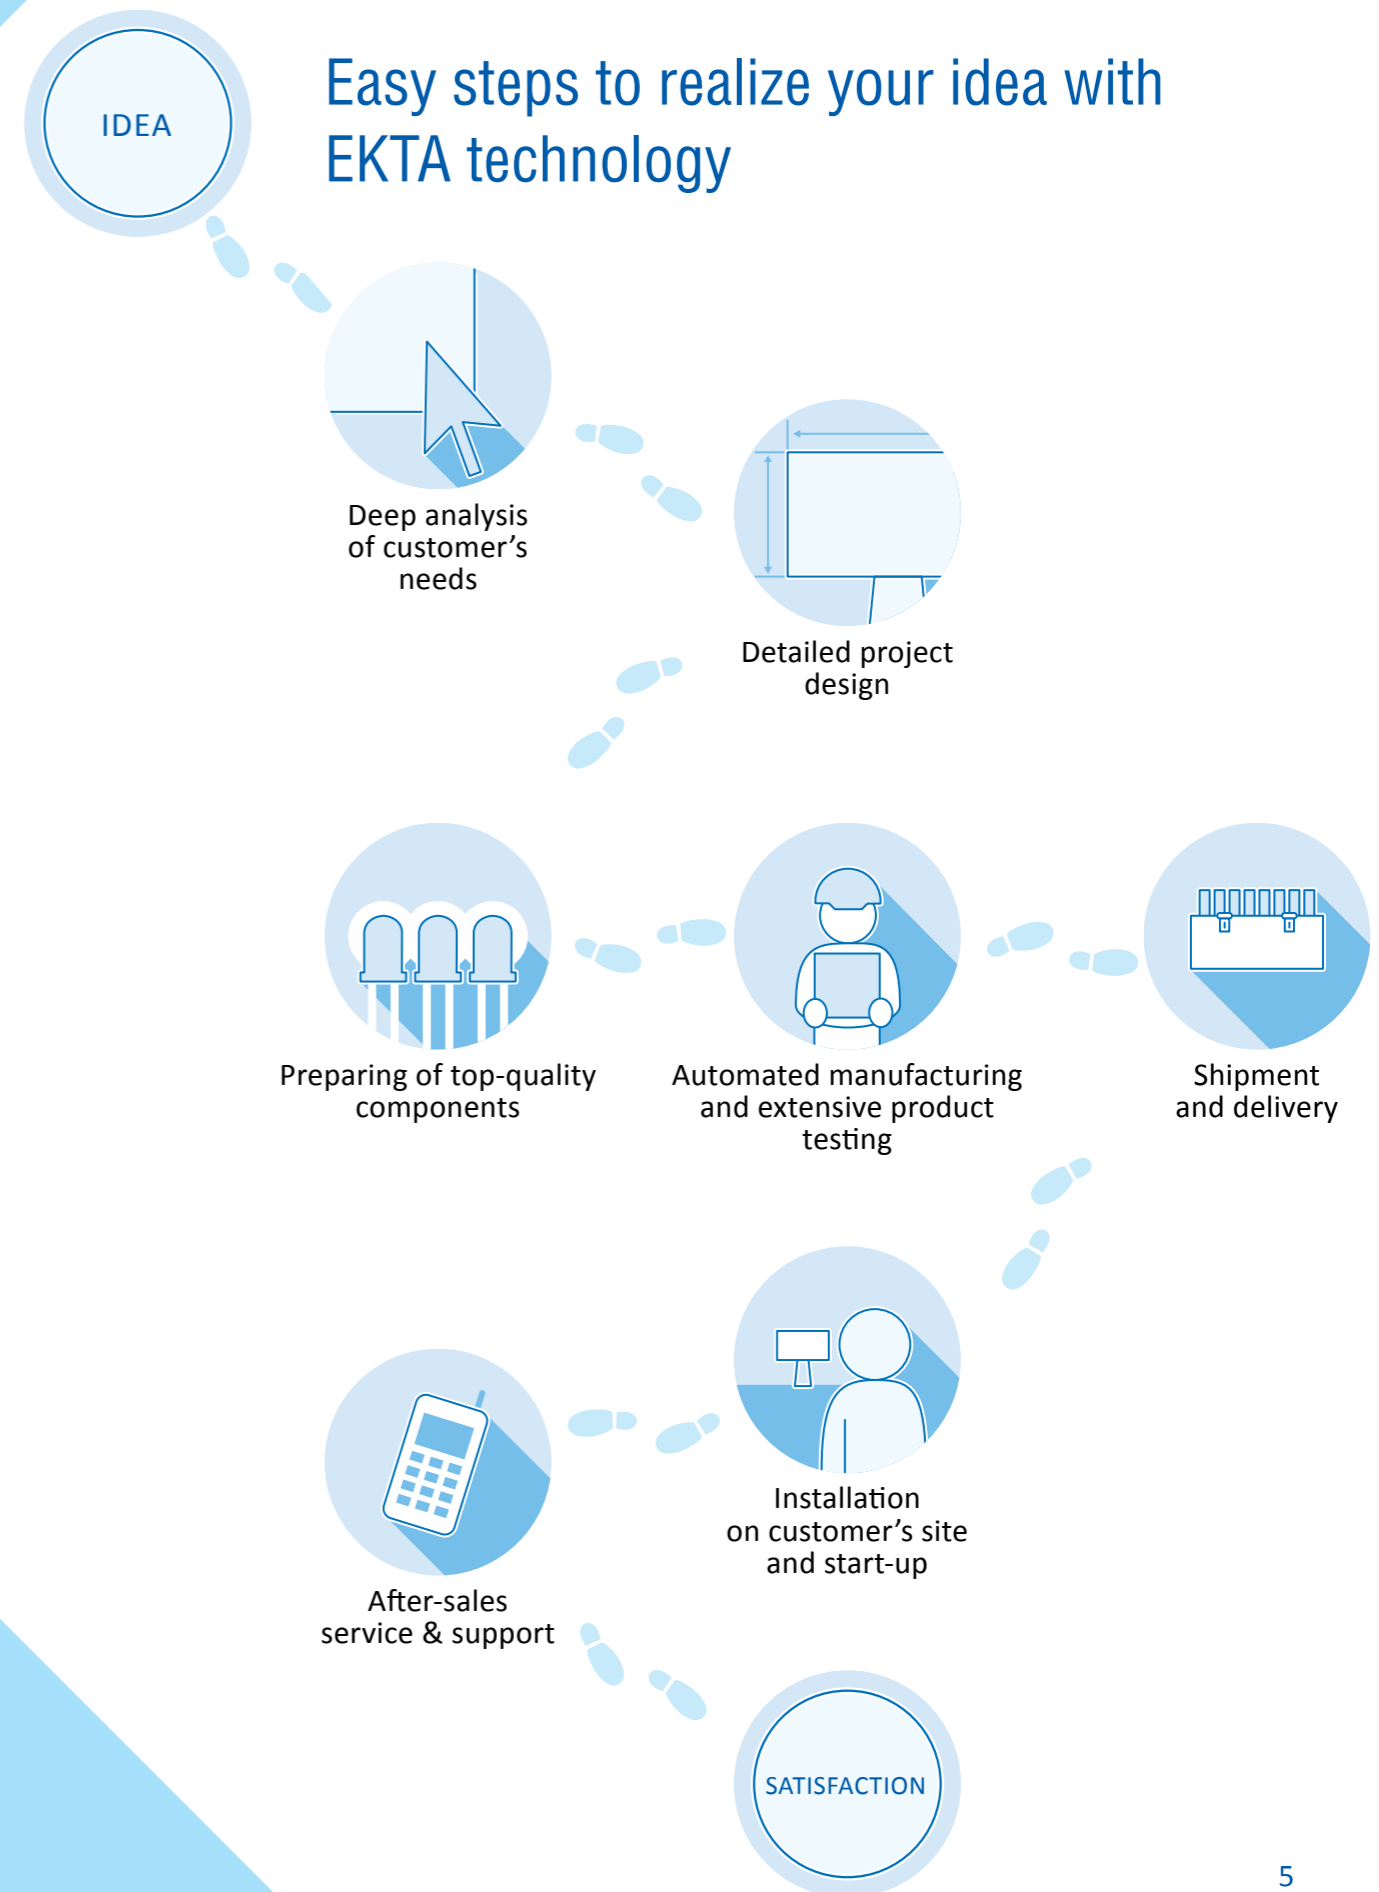 IDEA
Easy steps to realize your idea with
EKTA technology
Deep analysis
of customer’s
needs
Detailed project
design
Preparing of top-quality
components
Automated manufacturing
and extensive product
testing
Shipment
and delivery
Installation
on customer’s site
and start-up
After-sales
service & support
SATISFACTION
5